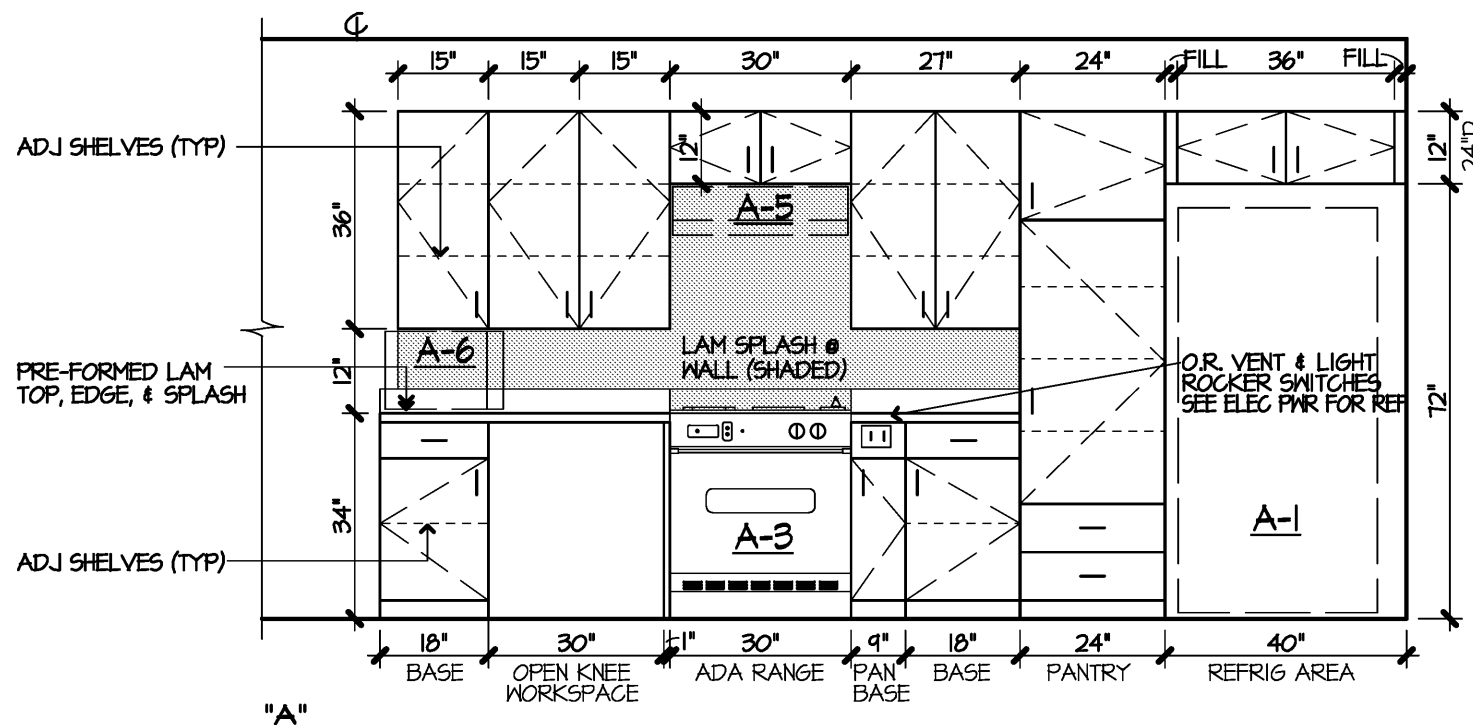 ℄
15" 15" 15" 30" 27" 24" FILL 36" FILL
ADJ SHELVES (TYP)
12"
12"
24"D
36"
A-5
A-6
LAM SPLASH @
WALL (SHADED)
12"
PRE-FORMED LAM
TOP, EDGE, & SPLASH
O.R. VENT & LIGHT
ROCKER SWITCHES
SEE ELEC PWR FOR REF
72"
34"
A-3
A-1
ADJ SHELVES (TYP)
18" 30" 1" 30" 9" 18" 24" 40"
BASE
OPEN KNEE
WORKSPACE
ADA RANGE
PAN
BASE
BASE
PANTRY
REFRIG AREA
"A"